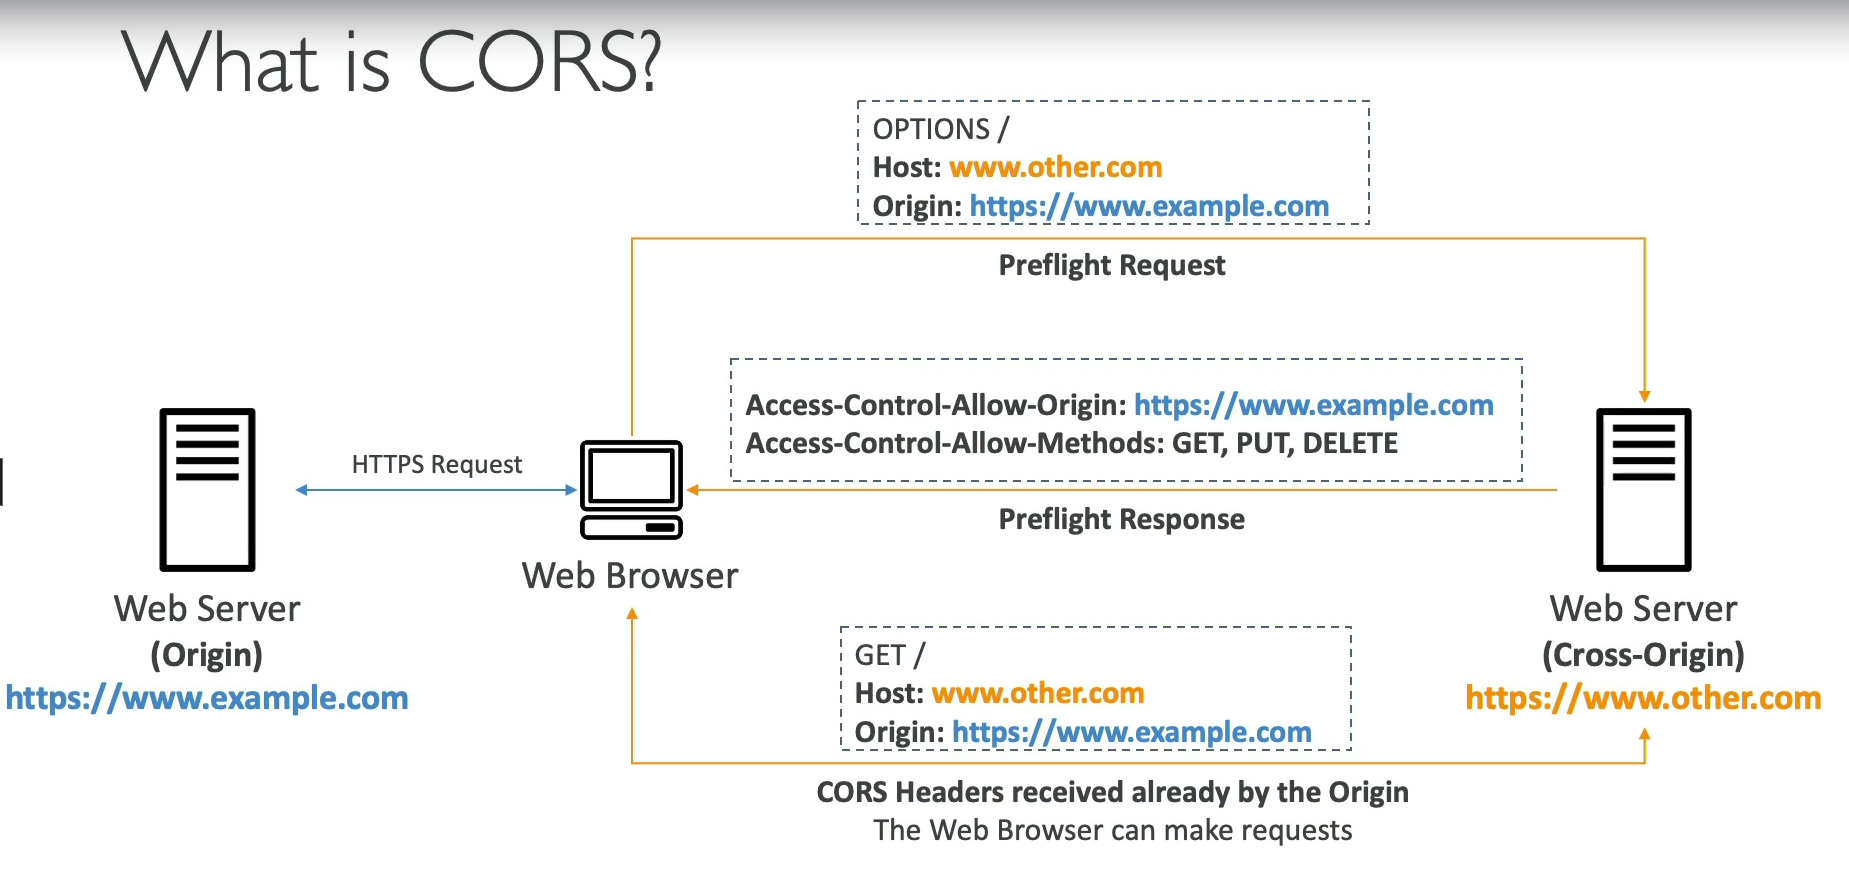 What is CORS?
OPTIONS /
Host: www.other.com
Origin: https://www.example.com
Preflight Request
Access-Control-Allow-Origin: https://www.example.com
Access-Control-Allow-Methods: GET, PUT, DELETE
HTTPS Request
Preflight Response
Web Browser
Web Server
(Origin)
https://www.example.com
Web Server
(Cross-Origin)
https://www.other.com
GET /
Host: www.other.com
Origin: https://www.example.com
CORS Headers received already by the Origin
The Web Browser can make requests